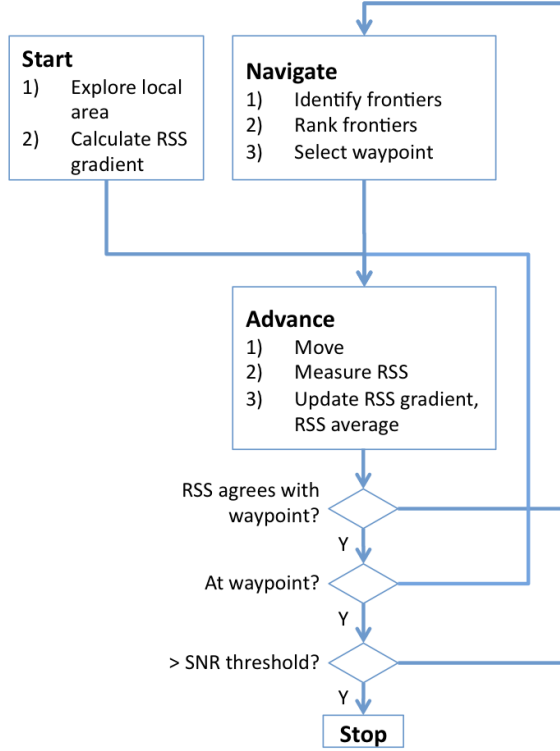 Start
1) Explore local
area
2) Calculate RSS
gradient
Navigate
1) Identify frontiers
2) Rank frontiers
3) Select waypoint
Advance
1) Move
2) Measure RSS
3) Update RSS gradient,
RSS average
RSS agrees with
waypoint?
Y
At waypoint?
Y
> SNR threshold?
Y
Stop